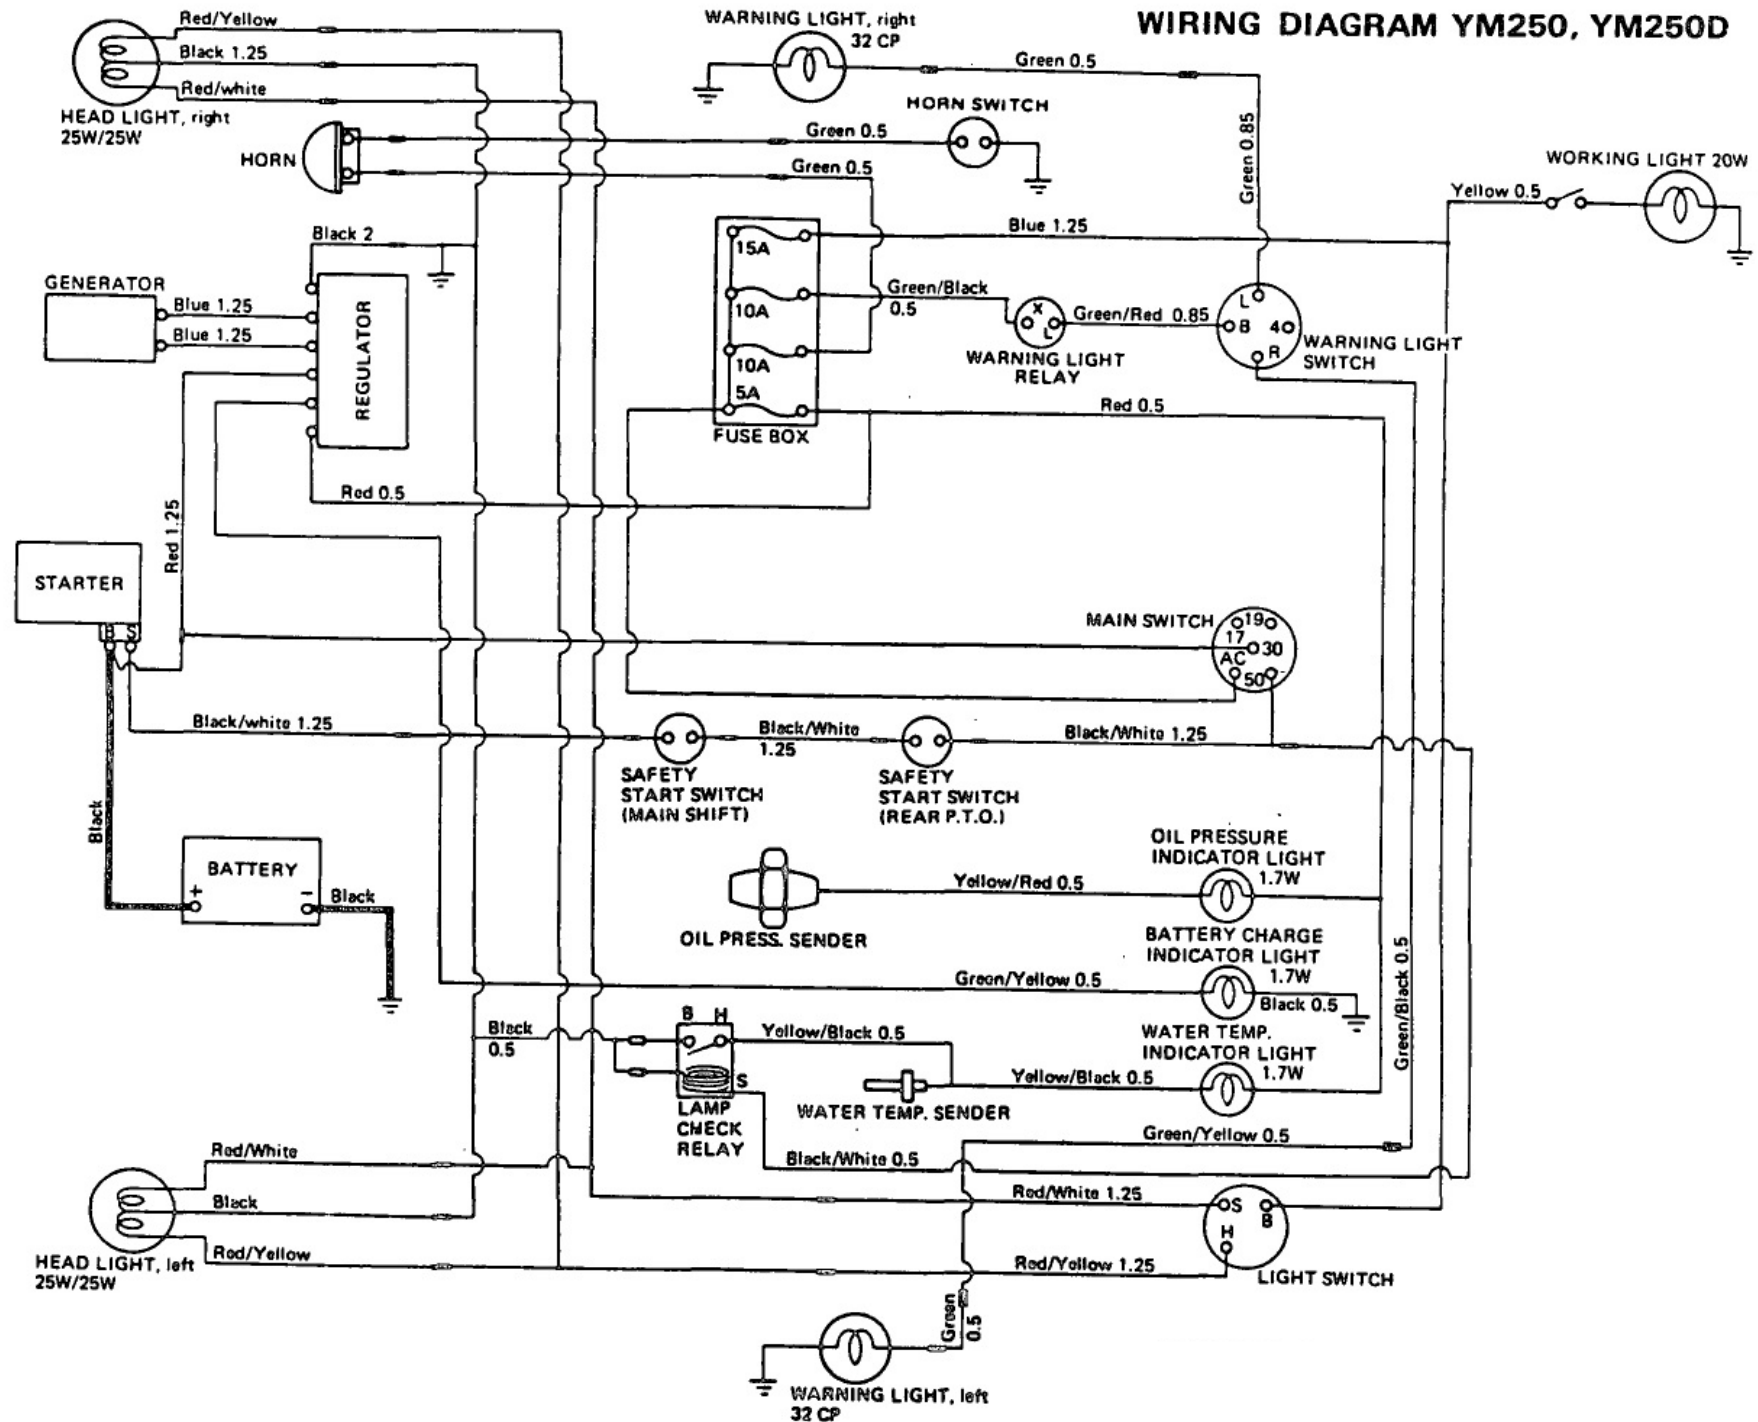 WIRING DIAGRAM YM250, YM250D
Red/Yellow
Black 1.25
Red/white
HEAD LIGHT, right
25W/25W
WARNING LIGHT, right
32 CP
Green 0.5
HORN SWITCH
Green 0.5
HORN
Green 0.5
Green 0.85
WORKING LIGHT 20W
Yellow 0.5
Black 2
Blue 1.25
15A
GENERATOR
Blue 1.25
Blue 1.25
REGULATOR
10A
Green/Black
0.5
X
L
Green/Red 0.85
WARNING LIGHT
RELAY
L
B
4
R
WARNING LIGHT
SWITCH
10A
5A
FUSE BOX
Red 0.5
Red 0.5
Red 1.25
STARTER
B
S
MAIN SWITCH
19
17
30
AC
50
Black/white 1.25
Black/White
1.25
Black/White 1.25
SAFETY
START SWITCH
(MAIN SHIFT)
SAFETY
START SWITCH
(REAR P.T.O.)
Black
BATTERY
+
−
Black
OIL PRESSURE
INDICATOR LIGHT
1.7W
Yellow/Red 0.5
OIL PRESS. SENDER
BATTERY CHARGE
INDICATOR LIGHT
1.7W
Green/Yellow 0.5
Black 0.5
Green/Black 0.5
Black
0.5
B
H
Yellow/Black 0.5
S
LAMP
CHECK
RELAY
WATER TEMP.
INDICATOR LIGHT
1.7W
Yellow/Black 0.5
WATER TEMP. SENDER
Green/Yellow 0.5
Black/White 0.5
Red/White
Red/White 1.25
S
B
H
Black
Red/Yellow
Red/Yellow 1.25
LIGHT SWITCH
HEAD LIGHT, left
25W/25W
Green
0.5
WARNING LIGHT, left
32 CP